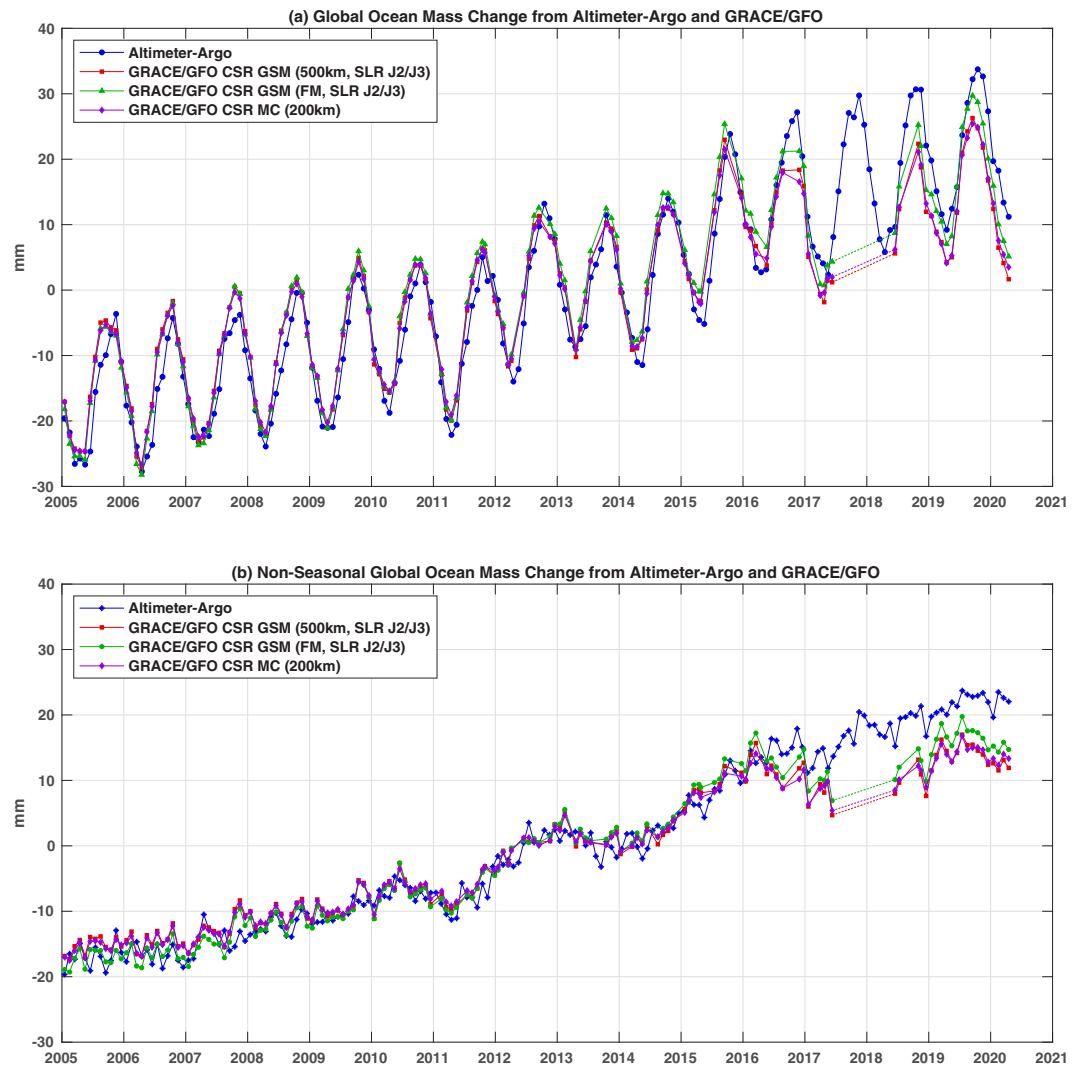 (a) Global Ocean Mass Change from Altimeter-Argo and GRACE/GFO
40
30
20
10
0
-10
-20
-30
mm
Altimeter-Argo
GRACE/GFO CSR GSM (500km, SLR J2/J3)
GRACE/GFO CSR GSM (FM, SLR J2/J3)
GRACE/GFO CSR MC (200km)
2005 2006 2007 2008 2009 2010 2011 2012 2013 2014 2015 2016 2017 2018 2019 2020 2021
(b) Non-Seasonal Global Ocean Mass Change from Altimeter-Argo and GRACE/GFO
40
30
20
10
0
-10
-20
-30
mm
Altimeter-Argo
GRACE/GFO CSR GSM (500km, SLR J2/J3)
GRACE/GFO CSR GSM (FM, SLR J2/J3)
GRACE/GFO CSR MC (200km)
2005 2006 2007 2008 2009 2010 2011 2012 2013 2014 2015 2016 2017 2018 2019 2020 2021